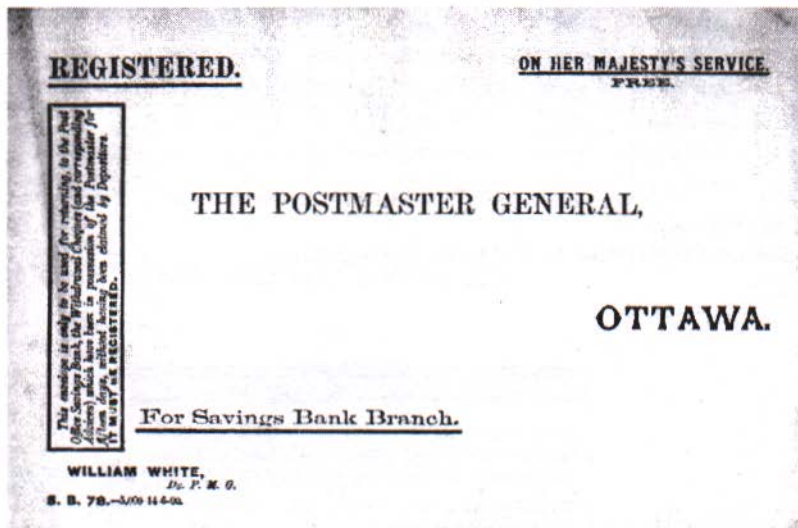 REGISTERED.
ON HER MAJESTY'S SERVICE.
FREE.
This envelope is only to be used for returning, to the Post
Office Savings Bank, the Withdrawal Cheques (and corresponding
Advices) which have been in possession of the Postmaster for
fifteen days, without having been claimed by Depositors.
IT MUST BE REGISTERED.
THE POSTMASTER GENERAL,
OTTAWA.
For Savings Bank Branch.
WILLIAM WHITE,
Dy. P. M. G.
S. B. 78.